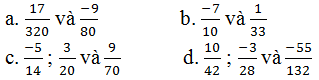 a. 17/320 và -9/80 b. -7/10 và 1/33
c. -5/14 ; 3/20 và 9/70 d. 10/42 ; -3/28 và -55/132